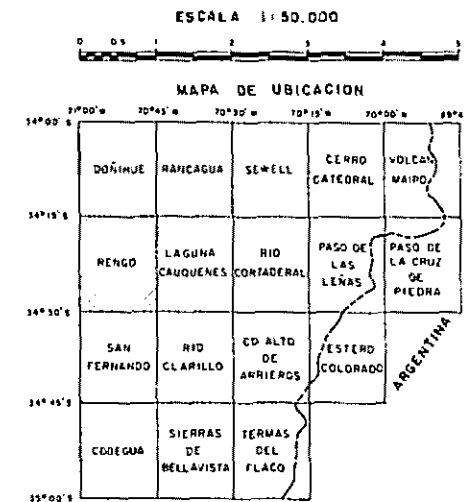 ESCALA 1:50.000
0 0.5 1 2 3 4 5
MAPA DE UBICACION
71°00'W 70°45'W 70°30'W 70°15'W 70°00'W
34°00'S
DOÑIHUE
RANCAGUA
SEWELL
CERRO
CATEDRAL
VOLCAN
MAIPO
34°15'S
RENGO
LAGUNA
CAUQUENES
RIO
CORTADERAL
PASO DE
LAS
LEÑAS
PASO DE
LA CRUZ
DE
PIEDRA
34°30'S
SAN
FERNANDO
RIO
CLARILLO
CO ALTO
DE
ARRIEROS
ESTERO
COLORADO
ARGENTINA
34°45'S
CODEGUA
SIERRAS
DE
BELLAVISTA
TERMAS
DEL
FLACO
35°00'S